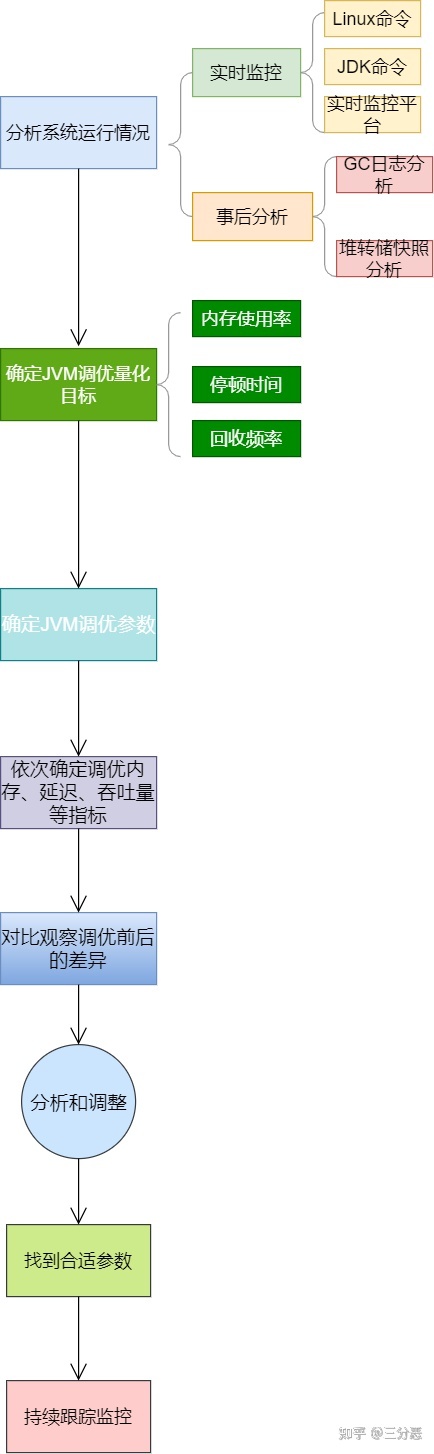 Linux命令
实时监控
JDK命令
实时监控平
台
分析系统运行情况
GC日志分
析
事后分析
堆转储快照
分析
内存使用率
确定JVM调优量化
目标
停顿时间
回收频率
确定JVM调优参数
依次确定调优内
存、延迟、吞吐量
等指标
对比观察调优前后
的差异
分析和调整
找到合适参数
持续跟踪监控
知乎 @三分恶